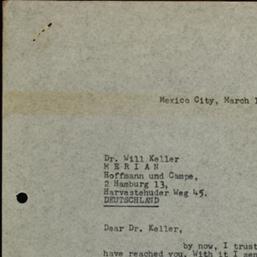 Mexico City, March 1
Dr. Will Keller
M E R I A N
Hoffmann und Campe,
2 Hamburg 13,
Harvestehuder Weg 45.
DEUTSCHLAND
Dear Dr. Keller,
by now, I trust
have reached you. With it I sen